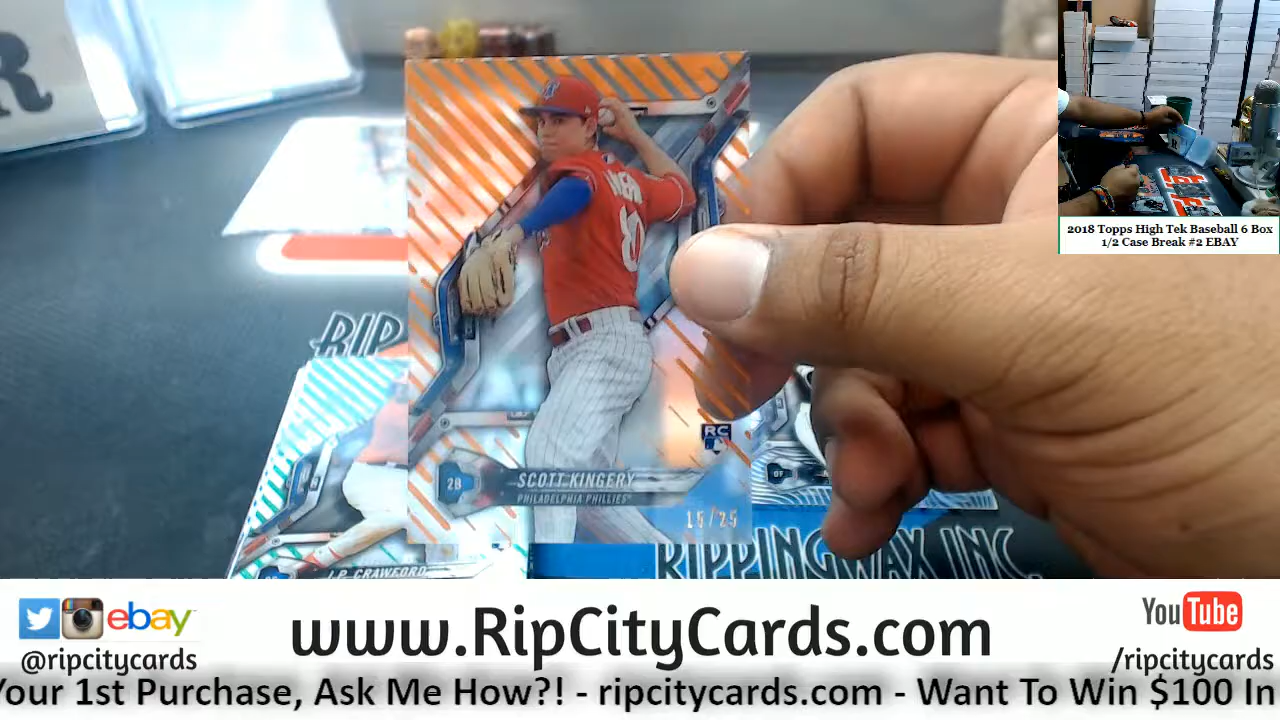 R
2018 Topps High Tek Baseball 6 Box
1/2 Case Break #2 EBAY
8
RIP
RC
2B
SCOTT KINGERY
PHILADELPHIA PHILLIES
15/25
OF
J.P. CRAWFORD
RIPPINGWAX INC.
ebay
@ripcitycards
www.RipCityCards.com
YouTube
/ripcitycards
Your 1st Purchase, Ask Me How?! - ripcitycards.com - Want To Win $100 In